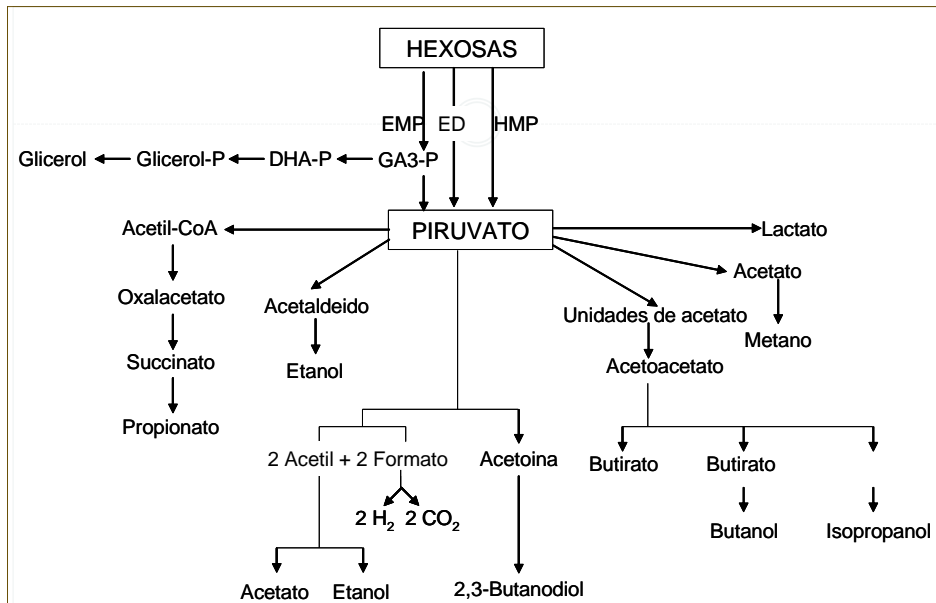 HEXOSAS
EMP ED HMP
Glicerol Glicerol-P DHA-P GA3-P
Acetil-CoA PIRUVATO Lactato
Acetato
Oxalacetato Acetaldeido Unidades de acetato
Metano
Succinato Etanol Acetoacetato
Propionato
2 Acetil + 2 Formato Acetoina Butirato Butirato
2 H₂ 2 CO₂ Butanol Isopropanol
Acetato Etanol 2,3-Butanodiol